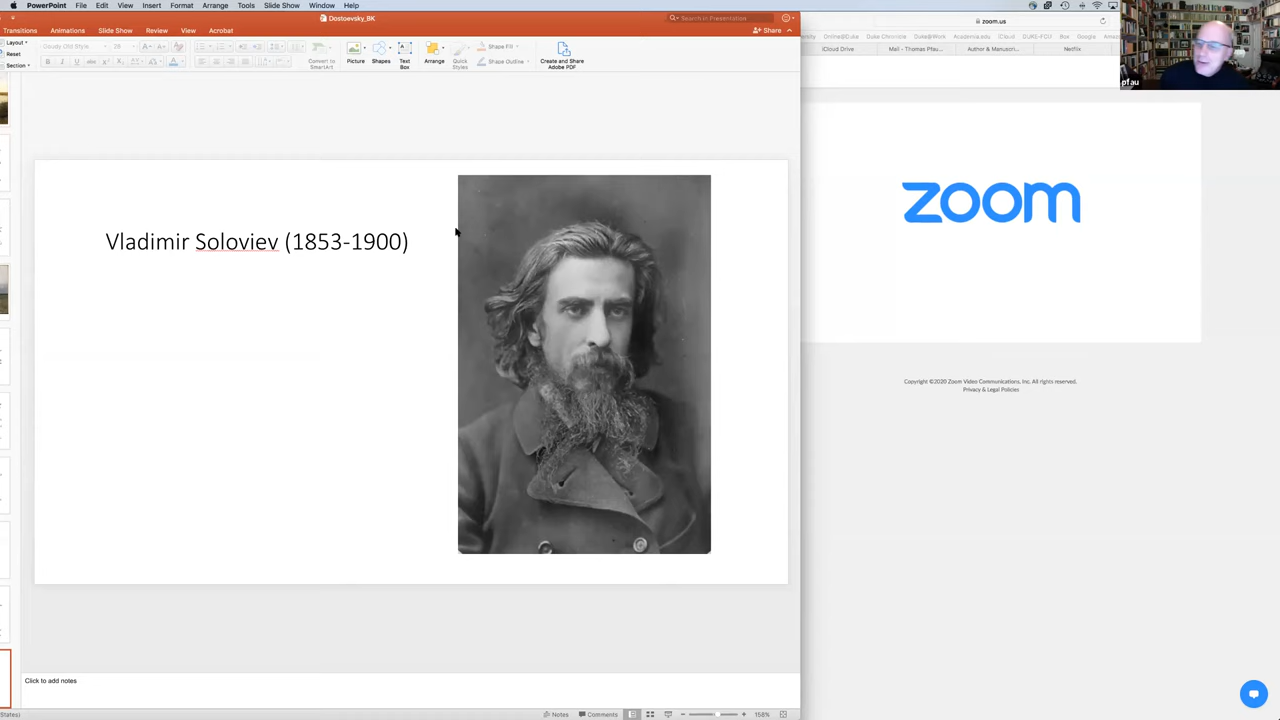 PowerPoint File Edit View Insert Format Arrange Tools Slide Show Window Help
Dostoevsky_BK
Search in Presentation
Transitions Animations Slide Show Review View Acrobat
Share
Layout
Reset
Section
Convert to
SmartArt
Picture
Shapes
Text
Box
Arrange
Quick
Styles
Shape Fill
Shape Outline
Create and Share
Adobe PDF
Vladimir Soloviev (1853-1900)
Click to add notes
States)
Notes
Comments
158%
zoom.us
Online@Duke Duke Chronicle Duke@Work Academia.edu iCloud DURS-FCU Box Google
iCloud Drive
Mail - Thomas Pfau...
Author & Manuscri...
Netflix
pfau
zoom
Copyright ©2020 Zoom Video Communications, Inc. All rights reserved.
Privacy & Legal Policies